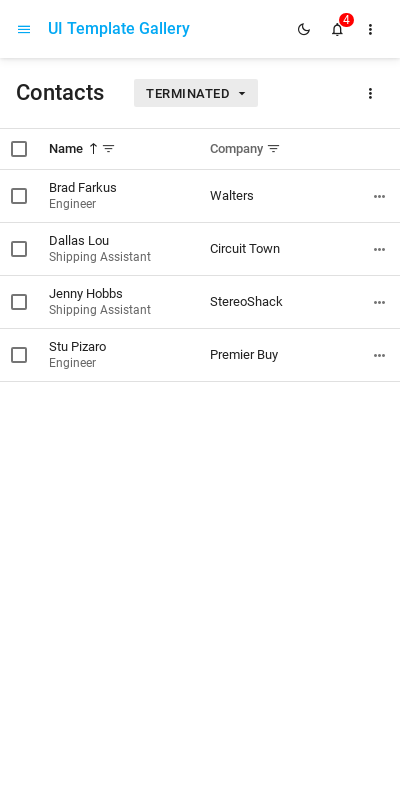 UI Template Gallery
4
Contacts
TERMINATED
Name
Company
Brad Farkus
Engineer
Walters
Dallas Lou
Shipping Assistant
Circuit Town
Jenny Hobbs
Shipping Assistant
StereoShack
Stu Pizaro
Engineer
Premier Buy